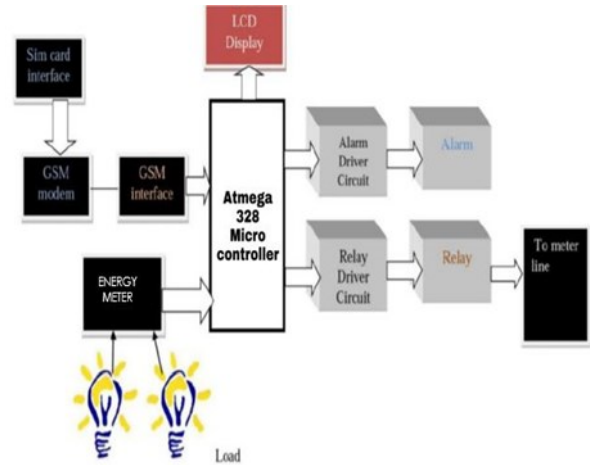 LCD
Display
Sim card
interface
GSM
modem
GSM
interface
Atmega
328
Micro
controller
Alarm
Driver
Circuit
Alarm
ENERGY
METER
Relay
Driver
Circuit
Relay
To meter
line
Load